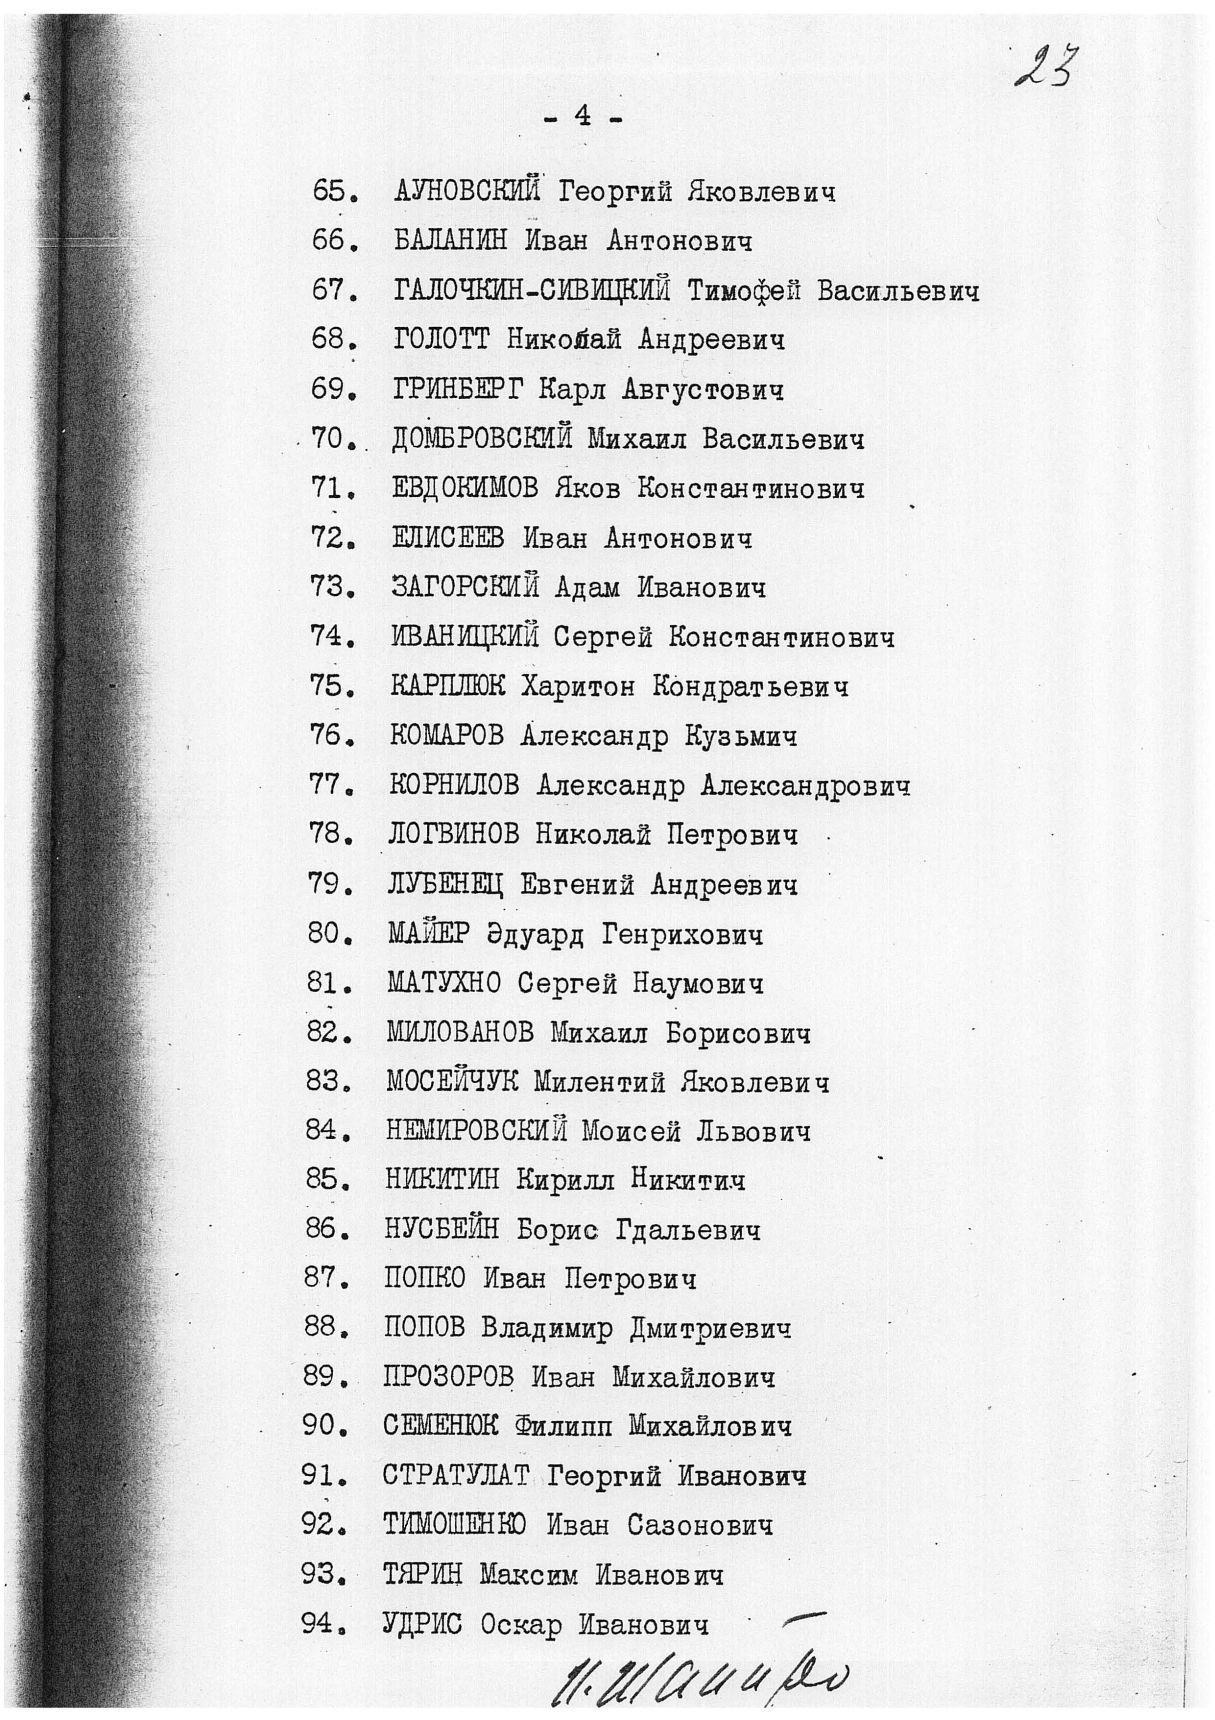 23
- 4 -
65. АУНОВСКИЙ Георгий Яковлевич
66. БАЛАНИН Иван Антонович
67. ГАЛОЧКИН-СИВИЦКИЙ Тимофей Васильевич
68. ГОЛОТТ Николай Андреевич
69. ГРИНБЕРГ Карл Августович
70. ДОМБРОВСКИЙ Михаил Васильевич
71. ЕВДОКИМОВ Яков Константинович
72. ЕЛИСЕЕВ Иван Антонович
73. ЗАГОРСКИЙ Адам Иванович
74. ИВАНИЦКИЙ Сергей Константинович
75. КАРПЛЮК Харитон Кондратьевич
76. КОМАРОВ Александр Кузьмич
77. КОРНИЛОВ Александр Александрович
78. ЛОГВИНОВ Николай Петрович
79. ЛУБЕНЕЦ Евгений Андреевич
80. МАЙЕР Эдуард Генрихович
81. МАТУХНО Сергей Наумович
82. МИЛОВАНОВ Михаил Борисович
83. МОСЕЙЧУК Милентий Яковлевич
84. НЕМИРОВСКИЙ Моисей Львович
85. НИКИТИН Кирилл Никитич
86. НУСБЕЙН Борис Гдальевич
87. ПОПКО Иван Петрович
88. ПОПОВ Владимир Дмитриевич
89. ПРОЗОРОВ Иван Михайлович
90. СЕМЕНЮК Филипп Михайлович
91. СТРАТУЛАТ Георгий Иванович
92. ТИМОШЕНКО Иван Сазонович
93. ТЯРИН Максим Иванович
94. УДРИС Оскар Иванович
И. Шапиро